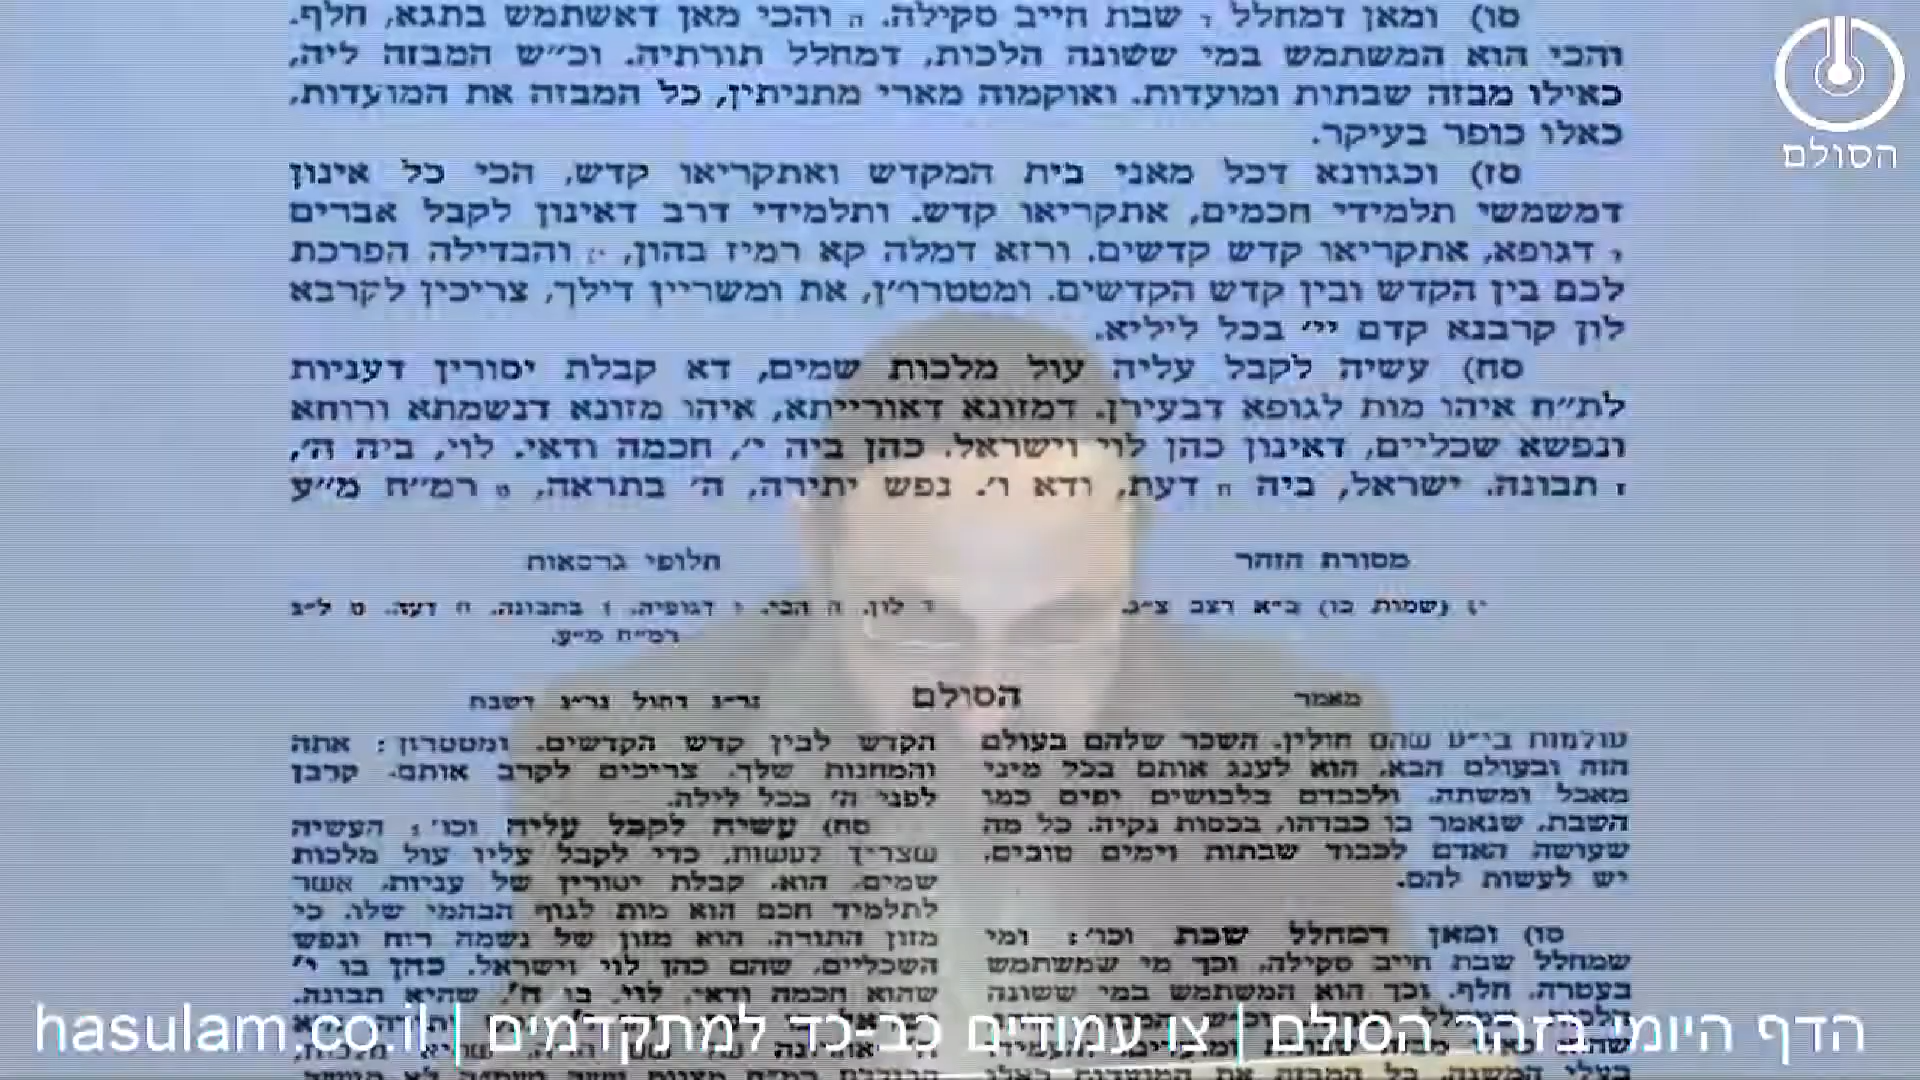 סו) ומאן דמחלל ד שבת חייב סקילה. ה והכי מאן דאשתמש בתגא, חלף.
והכי הוא המשתמש במי ששונה הלכות, דמחלל תורתיה. וכ״ש המבזה ליה,
כאילו מבזה שבתות ומועדות. ואוקמוה מארי מתניתין, כל המבזה את המועדות,
כאלו כופר בעיקר.
סז) וכגוונא דכל מאני בית המקדש ואתקריאו קדש, הכי כל אינון
דמשמשי תלמידי חכמים, אתקריאו קדש. ותלמידי דרב דאינון לקבל אברים
ו דגופא, אתקריאו קדש קדשים. ורזא דמלה קא רמיז בהון, י) והבדילה הפרכת
לכם בין הקדש ובין קדש הקדשים. ומטטרו״ן, את ומשריין דילך, צריכין לקרבא
לון קרבנא קדם יי׳ בכל ליליא.
סח) עשיה לקבל עליה עול מלכות שמים, דא קבלת יסורין דעניות
לת״ח איהו מות לגופא דבעירן. דמזונא דאורייתא, איהו מזונא דנשמתא ורוחא
ונפשא שכליים, דאינון כהן לוי וישראל. כהן ביה י׳, חכמה ודאי. לוי, ביה ה׳,
ז תבונה. ישראל, ביה ח דעת, ודא ו׳. נפש יתירה, ה׳ בתראה, ט רמ״ח מ״ע
מסורת הזהר
חלופי גרסאות
י) (שמות כו) ב״א רצב צ״ג.
ד לון. ה הכי. ו דגופיה. ז בתבונה. ח דעד. ט ל״ג
רמ״ח מ״ע.
מאמר
הסולם
נר״נ דחול נר״נ דשבת
עולמות בי״ע שהם חולין. השכר שלהם בעולם
הזה ובעולם הבא, הוא לענג אותם בכל מיני
מאכל ומשתה. ולכבדם בלבושים יפים כמו
השבת, שנאמר בו כבדהו, בכסות נקיה. כל מה
שעושה האדם לכבוד שבתות וימים טובים,
יש לעשות להם.
סו) ומאן דמחלל שבת וכו׳: ומי
שמחלל שבת חייב סקילה. וכך מי שמשתמש
בעטרה, חלף. וכך הוא המשתמש במי ששונה
הקדש לבין קדש הקדשים. ומטטרון: אתה
והמחנות שלך, צריכים לקרב אותם. קרבן
לפני ה׳ בכל לילה.
סח) עשיה לקבל עליה וכו׳: העשיה
שצריך לעשות, כדי לקבל עליו עול מלכות
שמים, הוא, קבלת יסורין של עניות, אשר
לתלמיד חכם הוא מות לגוף הבהמי שלו. כי
מזון התורה, הוא מזון של נשמה רוח ונפש
השכליים, שהם כהן לוי וישראל. כהן בו י׳
שהוא חכמה ודאי. לוי, בו ה׳, שהיא תבונה.
הסולם
הדף היומי בזהר הסולם | צו עמודים כב-כד למתקדמים | hasulam.co.il